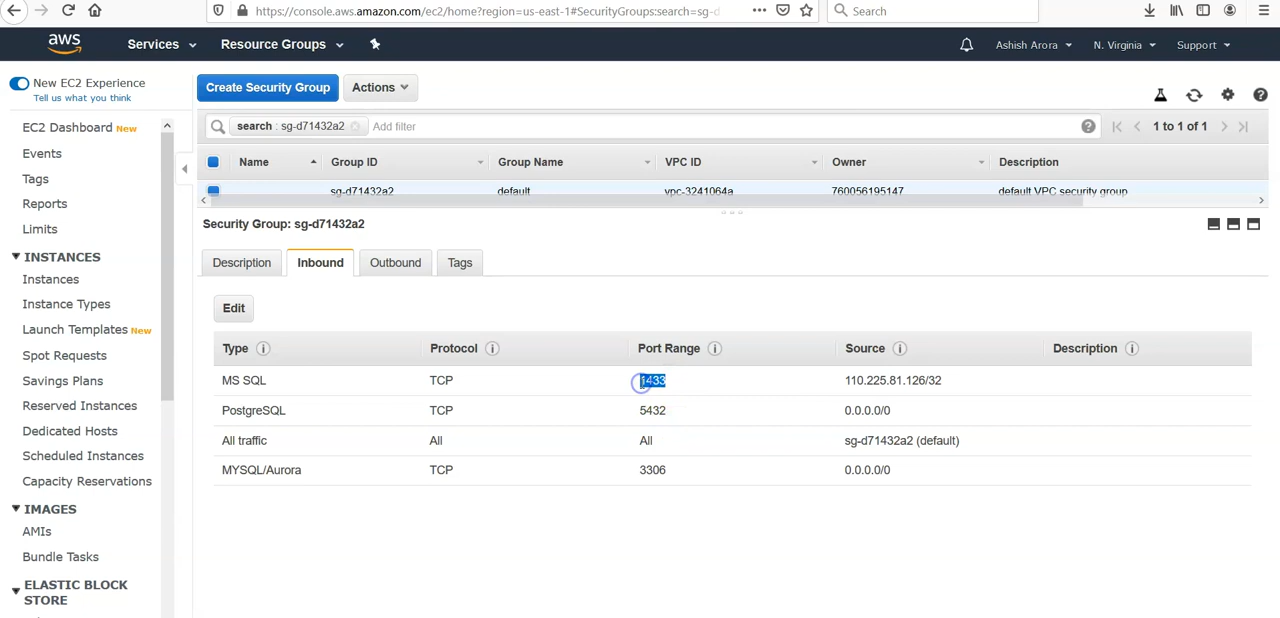 https://console.aws.amazon.com/ec2/home?region=us-east-1#SecurityGroups:search=sg-d
Search
aws
Services
Resource Groups
Ashish Arora
N. Virginia
Support
New EC2 Experience
Tell us what you think
EC2 Dashboard New
Events
Tags
Reports
Limits
INSTANCES
Instances
Instance Types
Launch Templates New
Spot Requests
Savings Plans
Reserved Instances
Dedicated Hosts
Scheduled Instances
Capacity Reservations
IMAGES
AMIs
Bundle Tasks
ELASTIC BLOCK
STORE
Create Security Group
Actions
search : sg-d71432a2
Add filter
1 to 1 of 1
Name Group ID Group Name VPC ID Owner Description
sg-d71432a2 default vpc-3241064a 760056195147 default VPC security group
Security Group: sg-d71432a2
Description Inbound Outbound Tags
Edit
Type Protocol Port Range Source Description
MS SQL TCP 1433 110.225.81.126/32
PostgreSQL TCP 5432 0.0.0.0/0
All traffic All All sg-d71432a2 (default)
MYSQL/Aurora TCP 3306 0.0.0.0/0